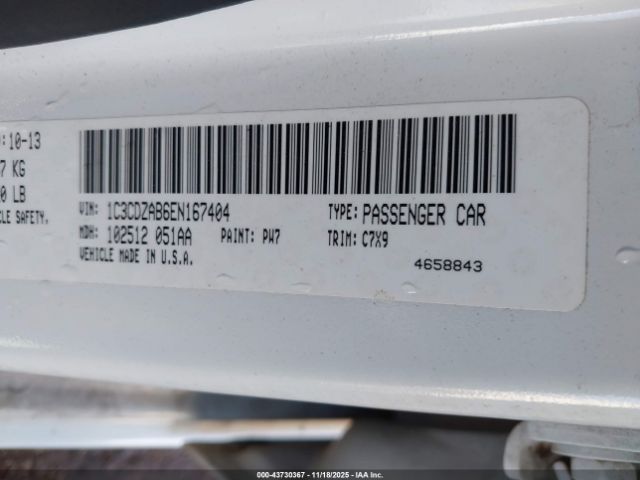 :10-13
7 KG
0 LB
CLE SAFETY.
VIN: 1C3CDZAB6EN167404
TYPE: PASSENGER CAR
MDH: 102512 051AA
PAINT: PW7
TRIM: C7X9
VEHICLE MADE IN U.S.A.
4658843
000-43730367 | 11/18/2025 | IAA Inc.